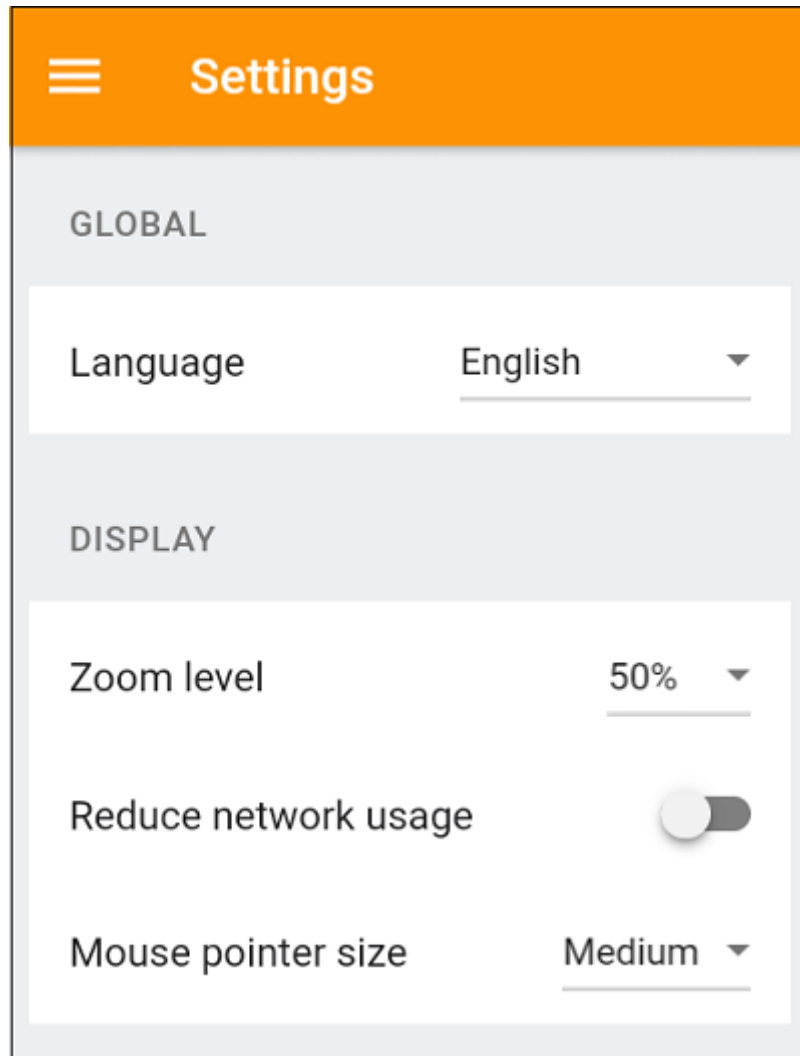 Settings
GLOBAL
Language English
DISPLAY
Zoom level 50%
Reduce network usage
Mouse pointer size Medium